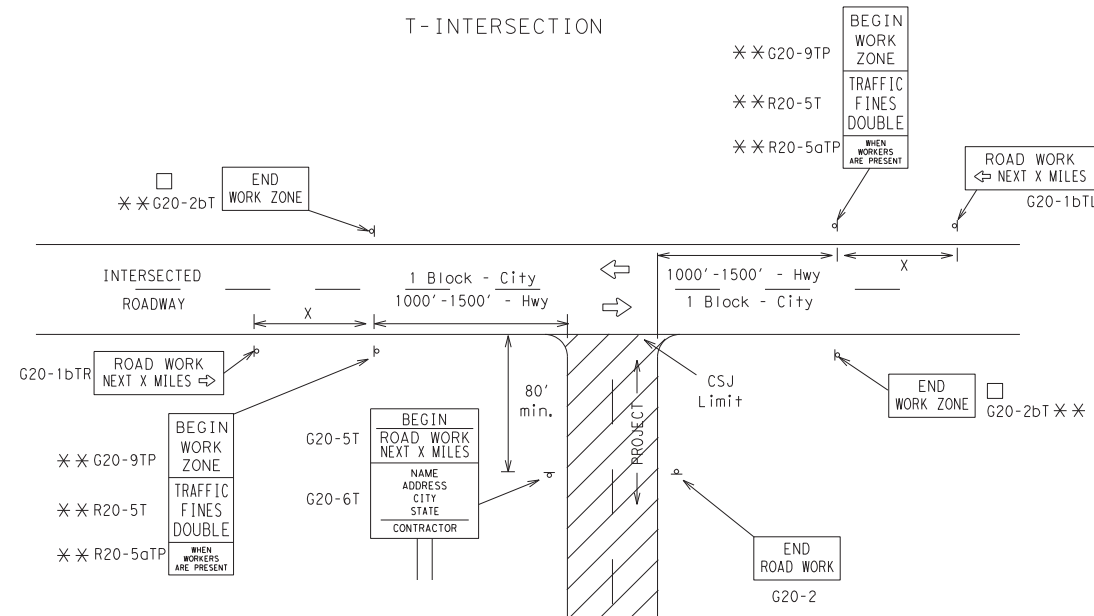 T-INTERSECTION
BEGIN
WORK
ZONE
** G20-9TP
TRAFFIC
FINES
DOUBLE
** R20-5T
WHEN
WORKERS
ARE PRESENT
** R20-5aTP
ROAD WORK
⇦ NEXT X MILES
G20-1bTL
END
WORK ZONE
□
** G20-2bT
INTERSECTED
ROADWAY
1 Block - City
1000'-1500' - Hwy
1000'-1500' - Hwy
1 Block - City
X
X
ROAD WORK
NEXT X MILES ⇨
G20-1bTR
80'
min.
PROJECT
CSJ
Limit
END
WORK ZONE
□
G20-2bT **
BEGIN
WORK
ZONE
** G20-9TP
TRAFFIC
FINES
DOUBLE
** R20-5T
WHEN
WORKERS
ARE PRESENT
** R20-5aTP
G20-5T
BEGIN
ROAD WORK
NEXT X MILES
G20-6T
NAME
ADDRESS
CITY
STATE
CONTRACTOR
END
ROAD WORK
G20-2